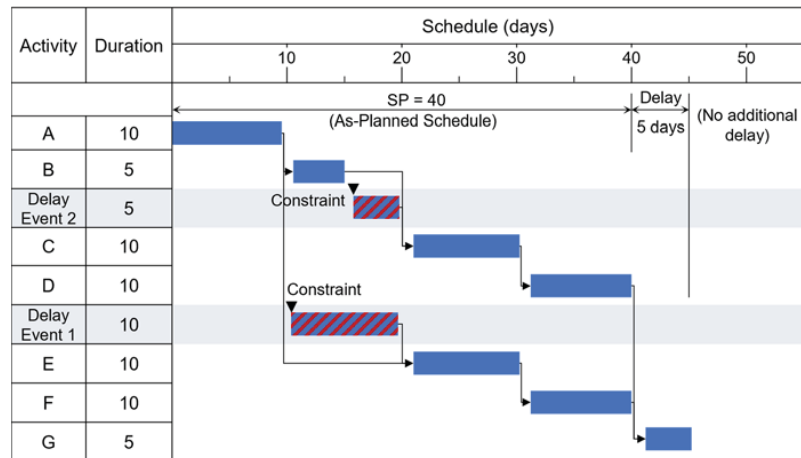 Activity Duration Schedule (days)
10 20 30 40 50
SP = 40 Delay (No additional
(As-Planned Schedule) 5 days delay)
A 10
B 5
Constraint
Delay
Event 2 5
C 10
D 10
Constraint
Delay
Event 1 10
E 10
F 10
G 5